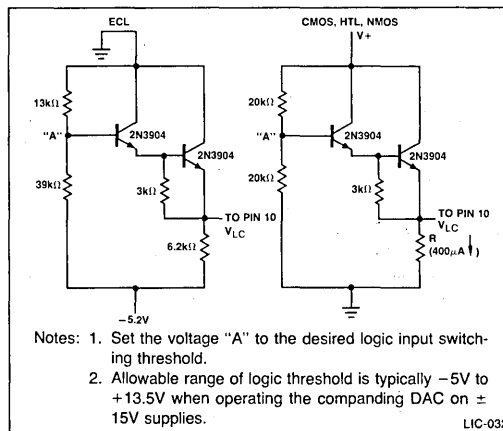 ECL
13kΩ
"A"
2N3904
2N3904
39kΩ
3kΩ
TO PIN 10
VLC
6.2kΩ
-5.2V
CMOS, HTL, NMOS
V+
20kΩ
"A"
2N3904
2N3904
20kΩ
3kΩ
TO PIN 10
VLC
R
(400μA)
Notes: 1. Set the voltage "A" to the desired logic input switch-
ing threshold.
2. Allowable range of logic threshold is typically -5V to
+13.5V when operating the companding DAC on ±
15V supplies.